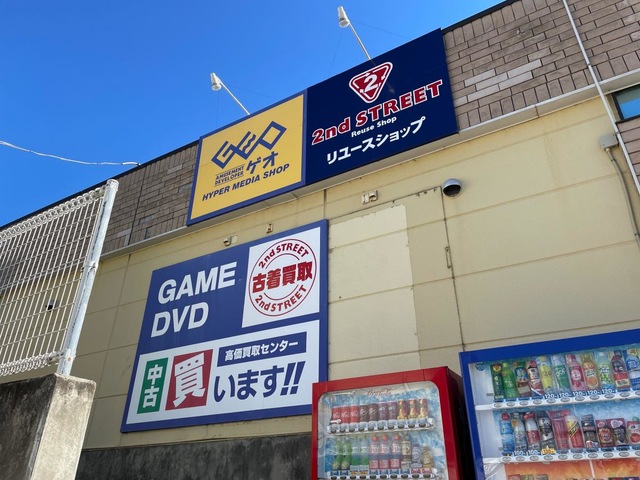 GEO
AMUSEMENT
DEVELOPER
ゲオ
HYPER MEDIA SHOP
2
2nd STREET
Reuse Shop
リユースショップ
GAME
DVD
2nd STREET
古着買取
2nd STREET
高価買取センター
中古
買います!!